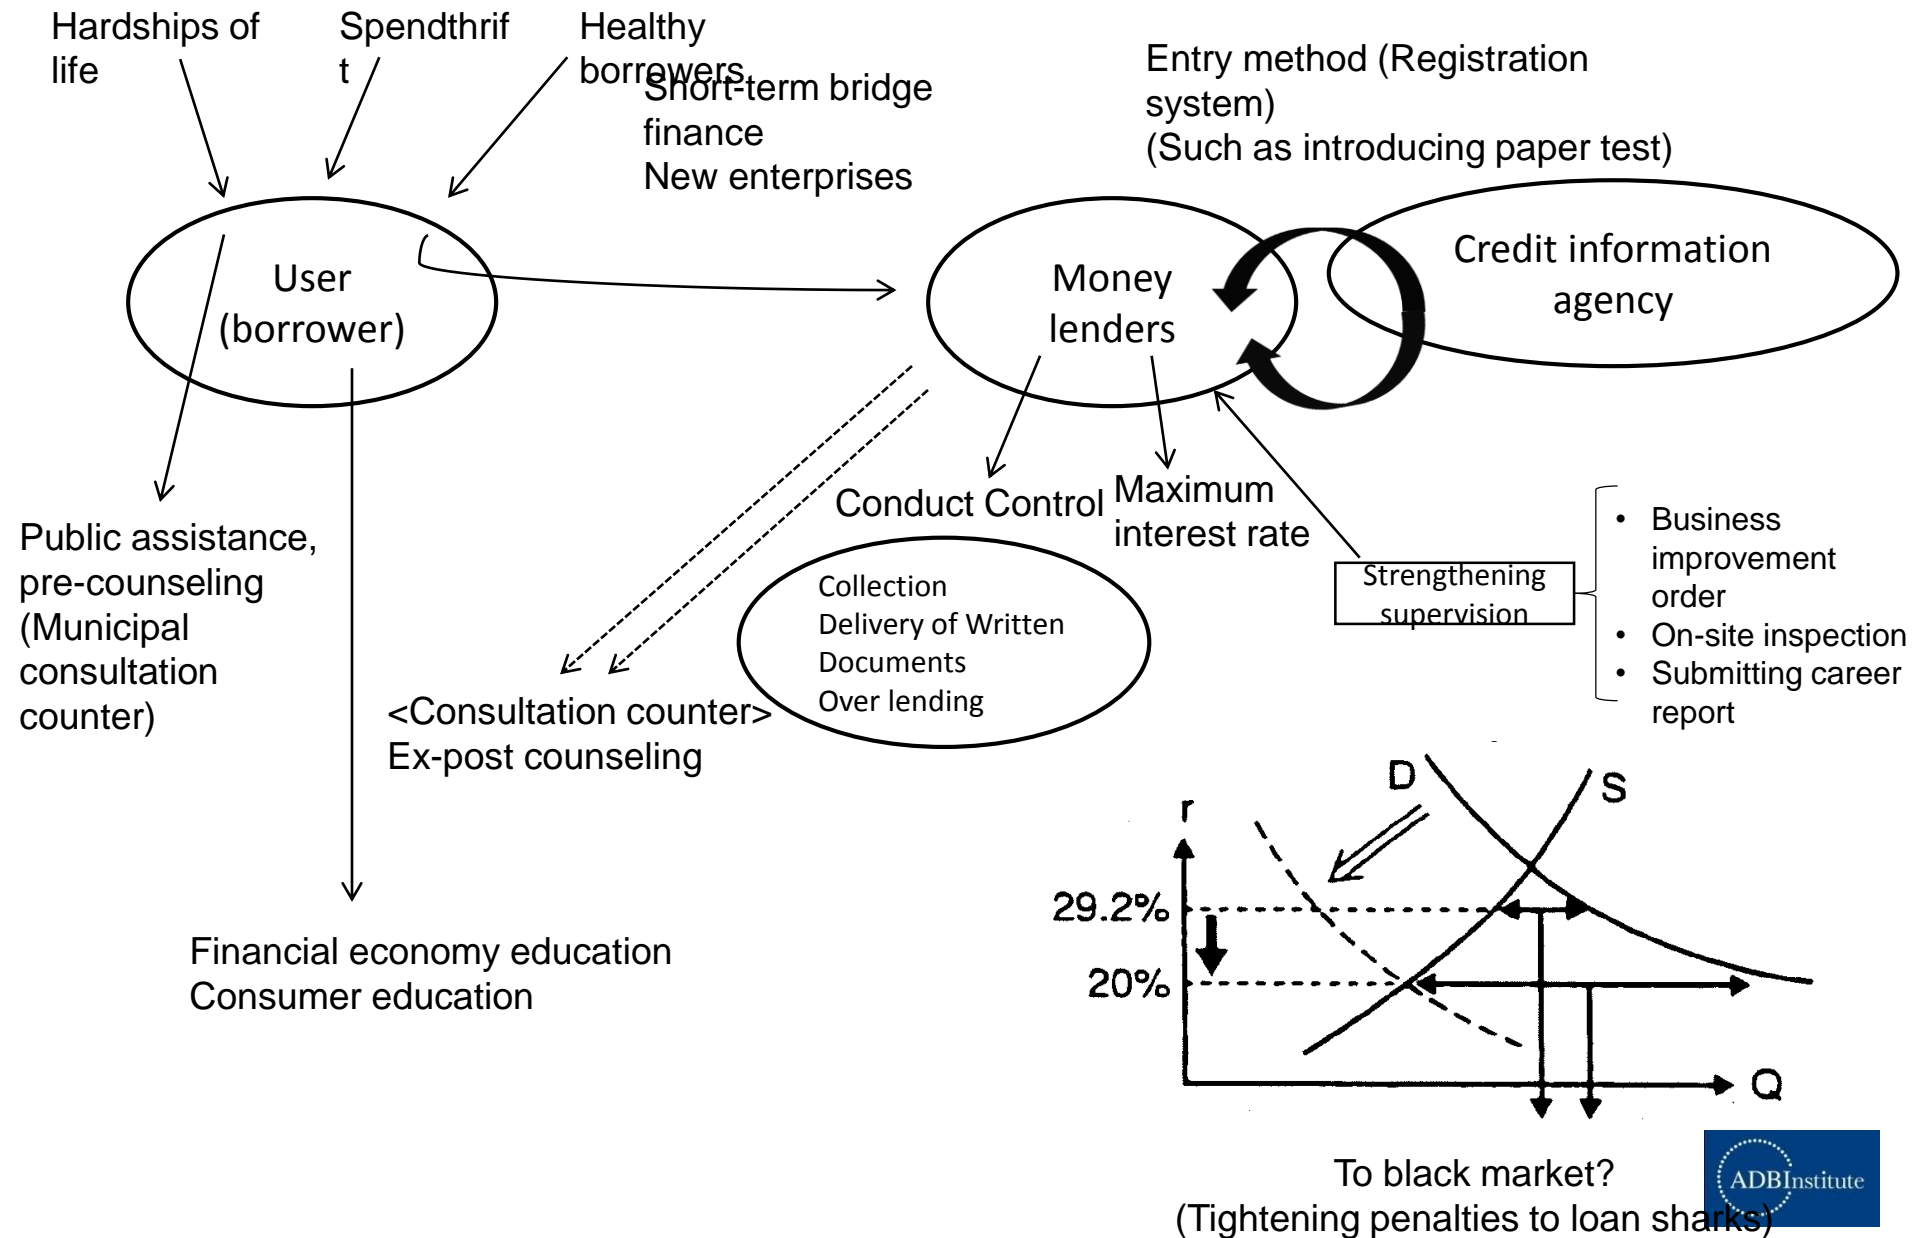 Hardships of
life
Spendthrif
t
Healthy
borrowers
Short-term bridge
finance
New enterprises
Entry method (Registration
system)
(Such as introducing paper test)
User
(borrower)
Money
lenders
Credit information
agency
Conduct Control
Maximum
interest rate
Public assistance,
pre-counseling
(Municipal
consultation
counter)
Collection
Delivery of Written
Documents
Over lending
Strengthening
supervision
• Business
improvement
order
• On-site inspection
• Submitting career
report
<Consultation counter>
Ex-post counseling
Financial economy education
Consumer education
D
S
r
29.2%
20%
Q
To black market?
(Tightening penalties to loan sharks)
ADBInstitute